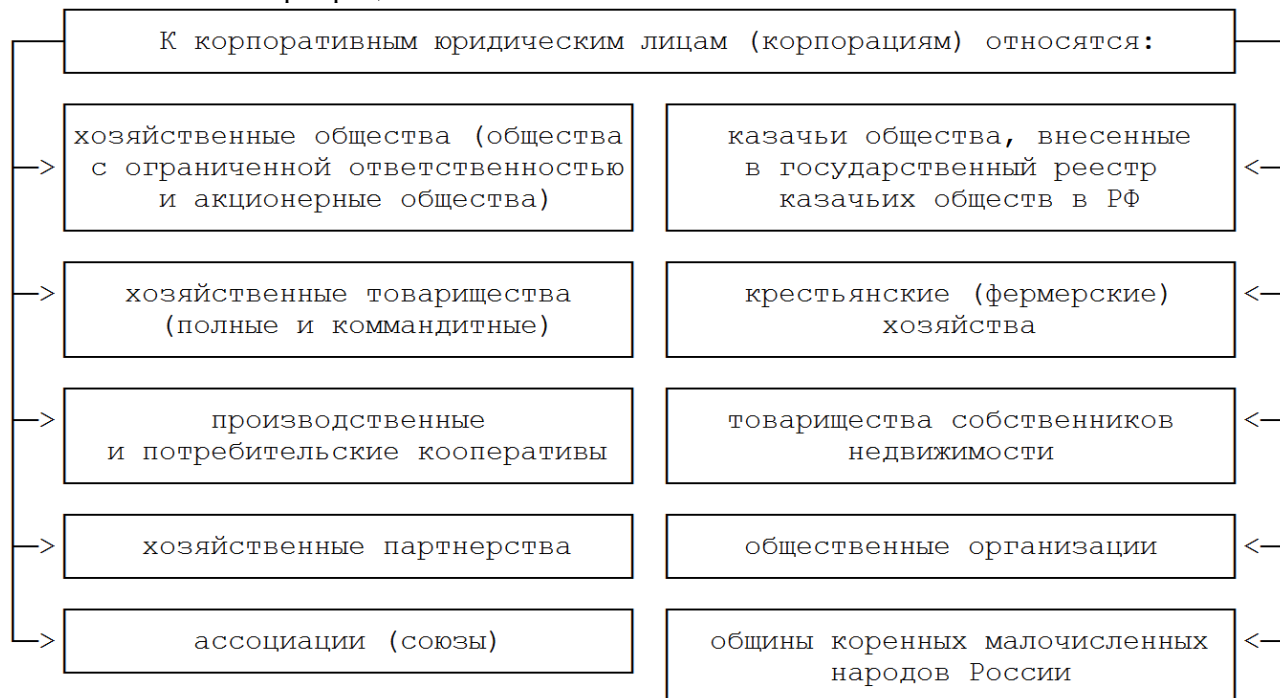 К корпоративным юридическим лицам (корпорациям) относятся:
хозяйственные общества (общества
с ограниченной ответственностью
и акционерные общества)
казачьи общества, внесенные
в государственный реестр
казачьих обществ в РФ
хозяйственные товарищества
(полные и коммандитные)
крестьянские (фермерские)
хозяйства
производственные
и потребительские кооперативы
товарищества собственников
недвижимости
хозяйственные партнерства
общественные организации
ассоциации (союзы)
общины коренных малочисленных
народов России